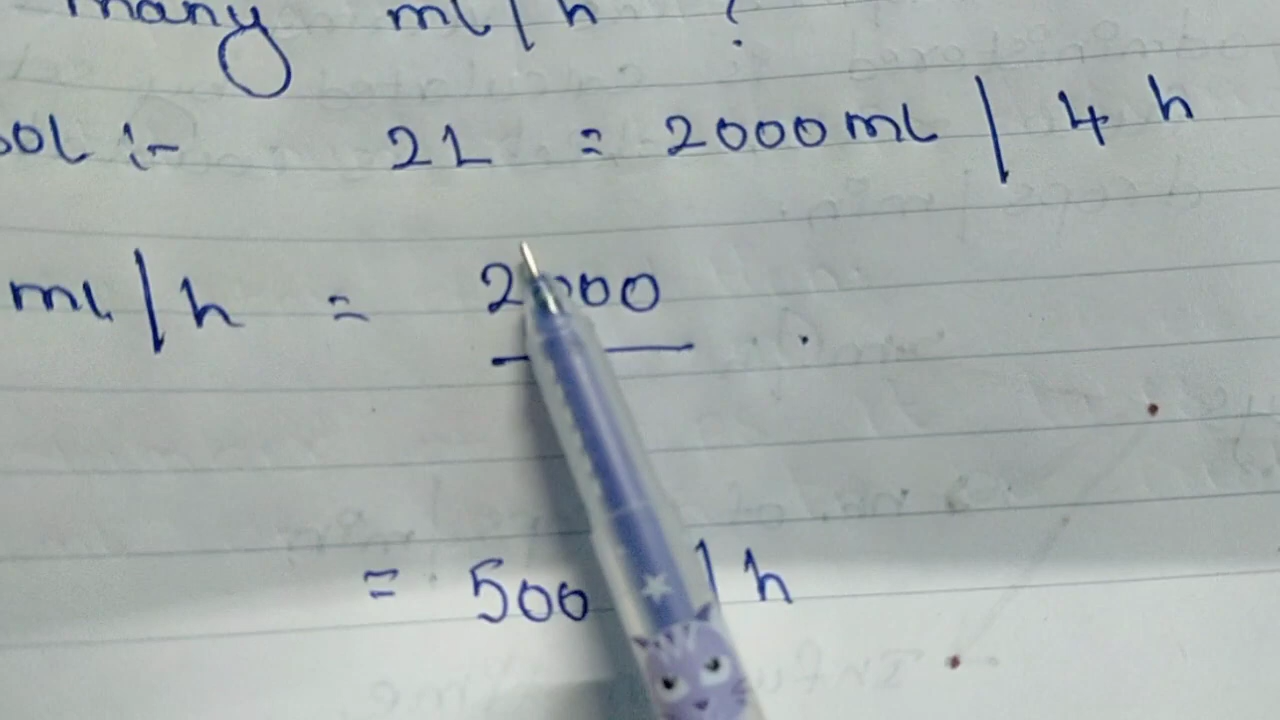 many ml/h ?
Sol :- 2L = 2000ml / 4 h
ml/h = 2000
= 500 / h